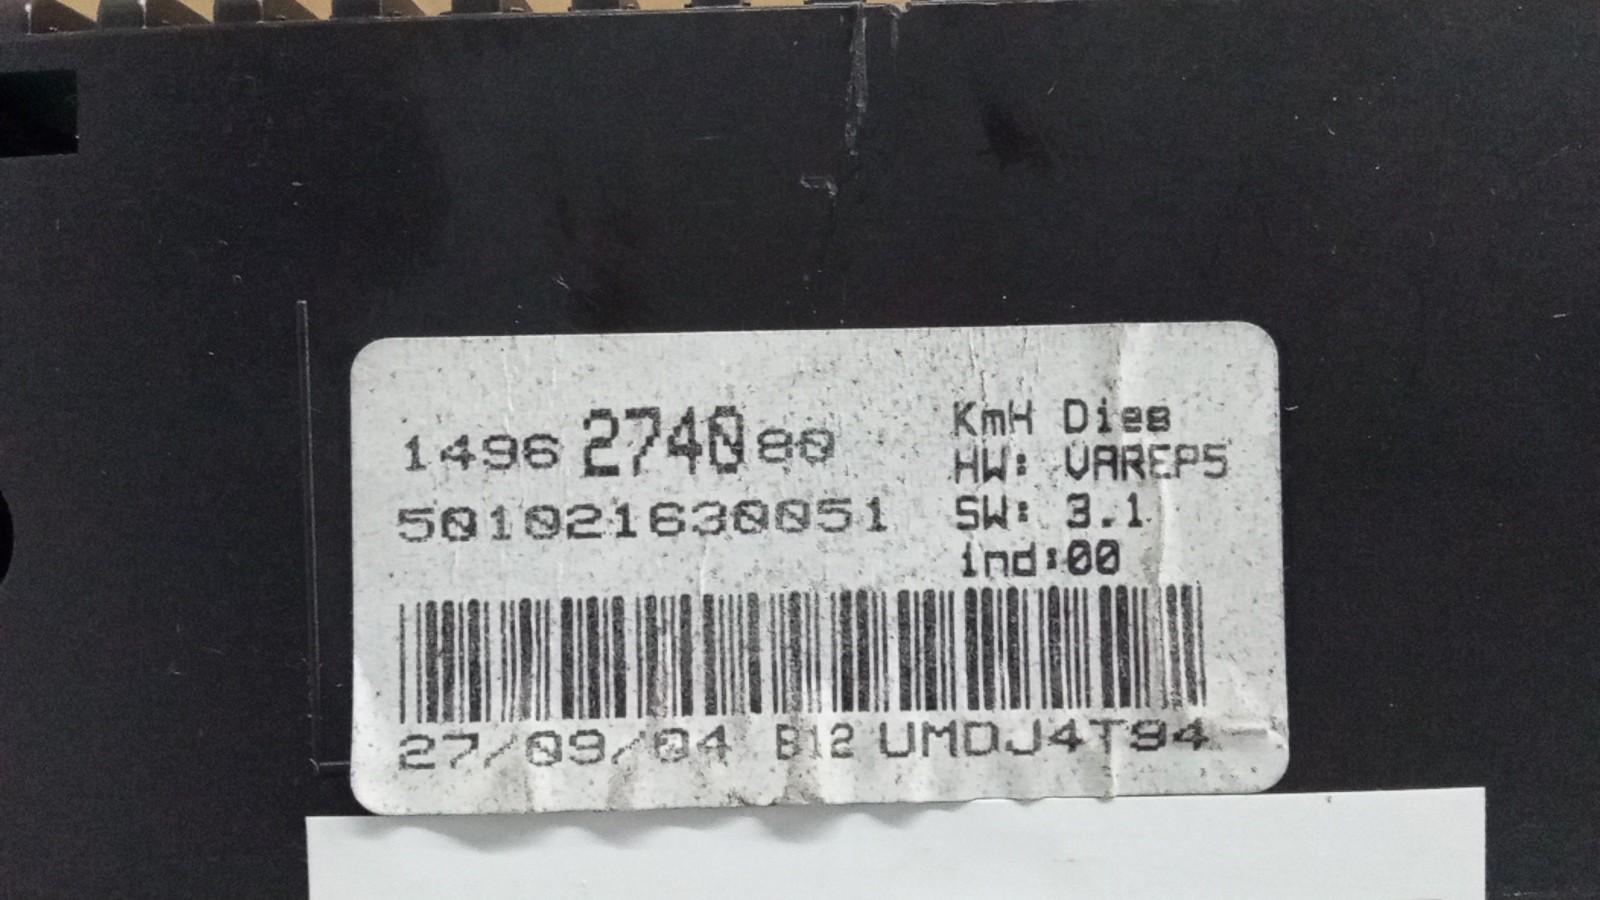 1496 2740 80
501021630051
KmH Dies
HW: VAREP5
SW: 3.1
ind:00
27/09/04 B12 UMDJ4T94